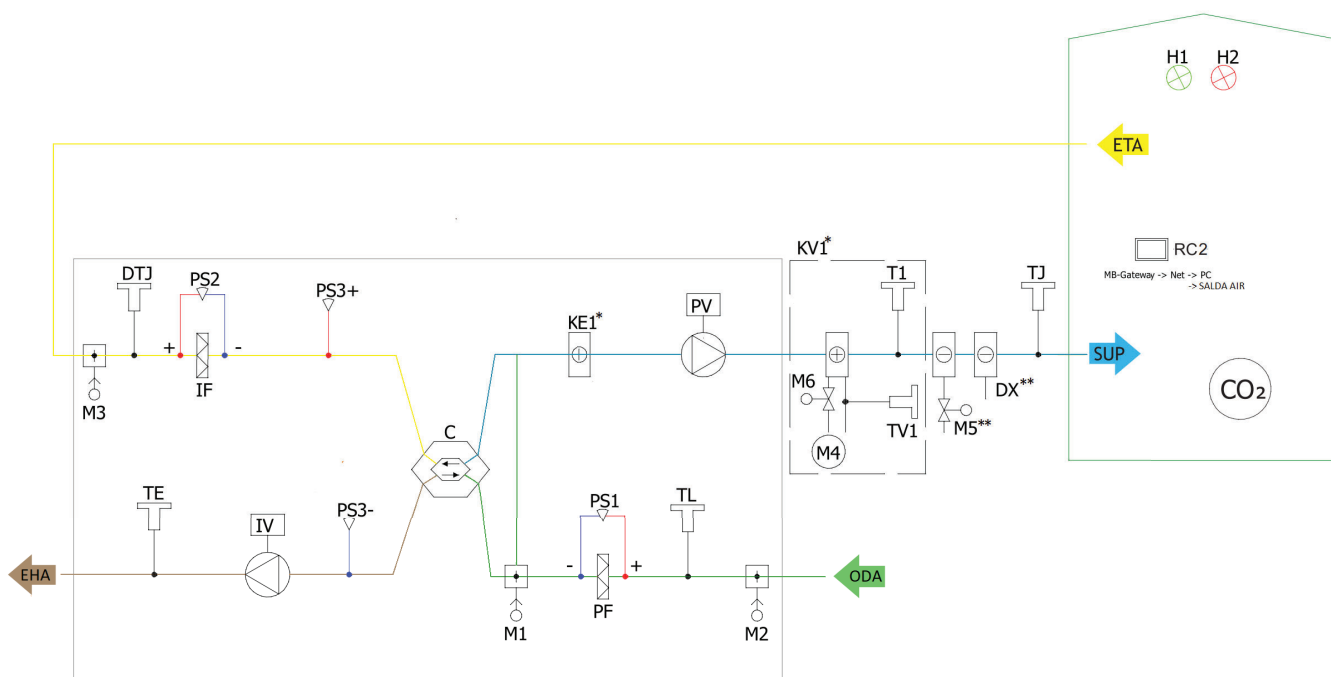 H1 H2
ETA
KV1*
RC2
MB-Gateway -> Net -> PC
-> SALDA AIR
DTJ PS2 PS3+ KE1* PV T1 TJ
+ -
SUP
M3 IF M6 DX**
CO₂
TV1 M5**
C M4
TE IV PS3- PS1 TL
EHA - + ODA
M1 PF M2